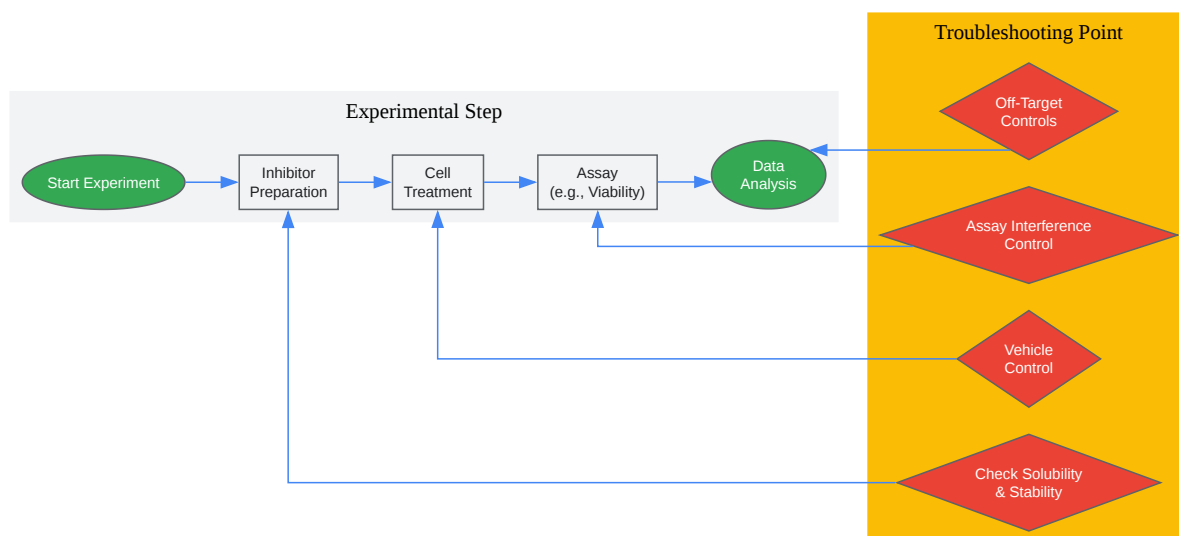 Troubleshooting Point
Experimental Step
Start Experiment
Inhibitor
Preparation
Cell
Treatment
Assay
(e.g., Viability)
Data
Analysis
Off-Target
Controls
Assay Interference
Control
Vehicle
Control
Check Solubility
& Stability